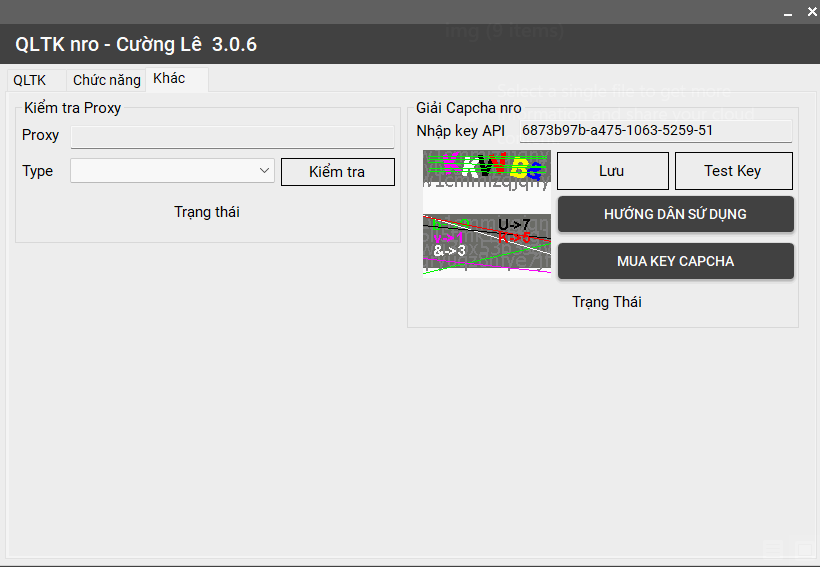 QLTK nro - Cường Lê 3.0.6
QLTK Chức năng Khác
Kiểm tra Proxy
Proxy
Type
Kiểm tra
Trạng thái
Giải Capcha nro
Nhập key API 6873b97b-a475-1063-5259-51
Lưu Test Key
U->7
K->5
&->3
HƯỚNG DẪN SỬ DỤNG
MUA KEY CAPCHA
Trạng Thái